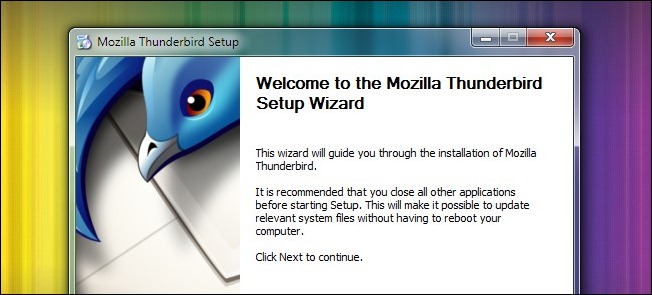 Mozilla Thunderbird Setup
Welcome to the Mozilla Thunderbird
Setup Wizard
This wizard will guide you through the installation of Mozilla
Thunderbird.
It is recommended that you close all other applications
before starting Setup. This will make it possible to update
relevant system files without having to reboot your
computer.
Click Next to continue.